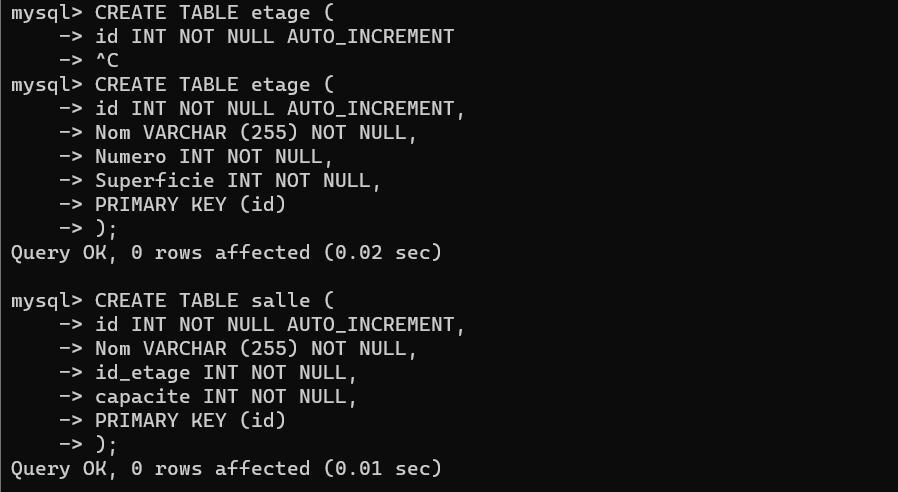 mysql> CREATE TABLE etage (
    -> id INT NOT NULL AUTO_INCREMENT
    -> ^C
mysql> CREATE TABLE etage (
    -> id INT NOT NULL AUTO_INCREMENT,
    -> Nom VARCHAR (255) NOT NULL,
    -> Numero INT NOT NULL,
    -> Superficie INT NOT NULL,
    -> PRIMARY KEY (id)
    -> );
Query OK, 0 rows affected (0.02 sec)

mysql> CREATE TABLE salle (
    -> id INT NOT NULL AUTO_INCREMENT,
    -> Nom VARCHAR (255) NOT NULL,
    -> id_etage INT NOT NULL,
    -> capacite INT NOT NULL,
    -> PRIMARY KEY (id)
    -> );
Query OK, 0 rows affected (0.01 sec)